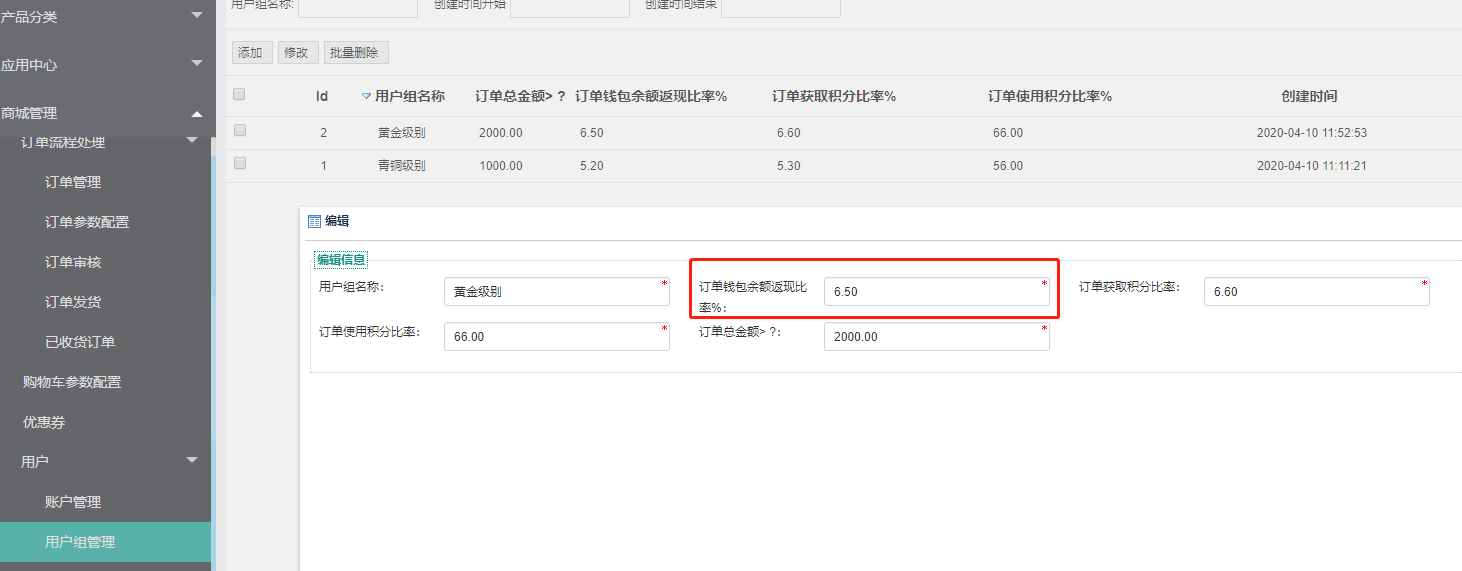 产品分类
应用中心
商城管理
订单流程处理
订单管理
订单参数配置
订单审核
订单发货
已收货订单
购物车参数配置
优惠券
用户
账户管理
用户组管理
用户组名称: 创建时间开始 创建时间结束
添加 修改 批量删除
Id 用户组名称 订单总金额> ? 订单钱包余额返现比率% 订单获取积分比率% 订单使用积分比率% 创建时间
2 黄金级别 2000.00 6.50 6.60 66.00 2020-04-10 11:52:53
1 青铜级别 1000.00 5.20 5.30 56.00 2020-04-10 11:11:21
编辑
编辑信息
用户组名称: 黄金级别 * 订单钱包余额返现比
率%: 6.50 * 订单获取积分比率: 6.60 *
订单使用积分比率: 66.00 * 订单总金额> ?: 2000.00 *